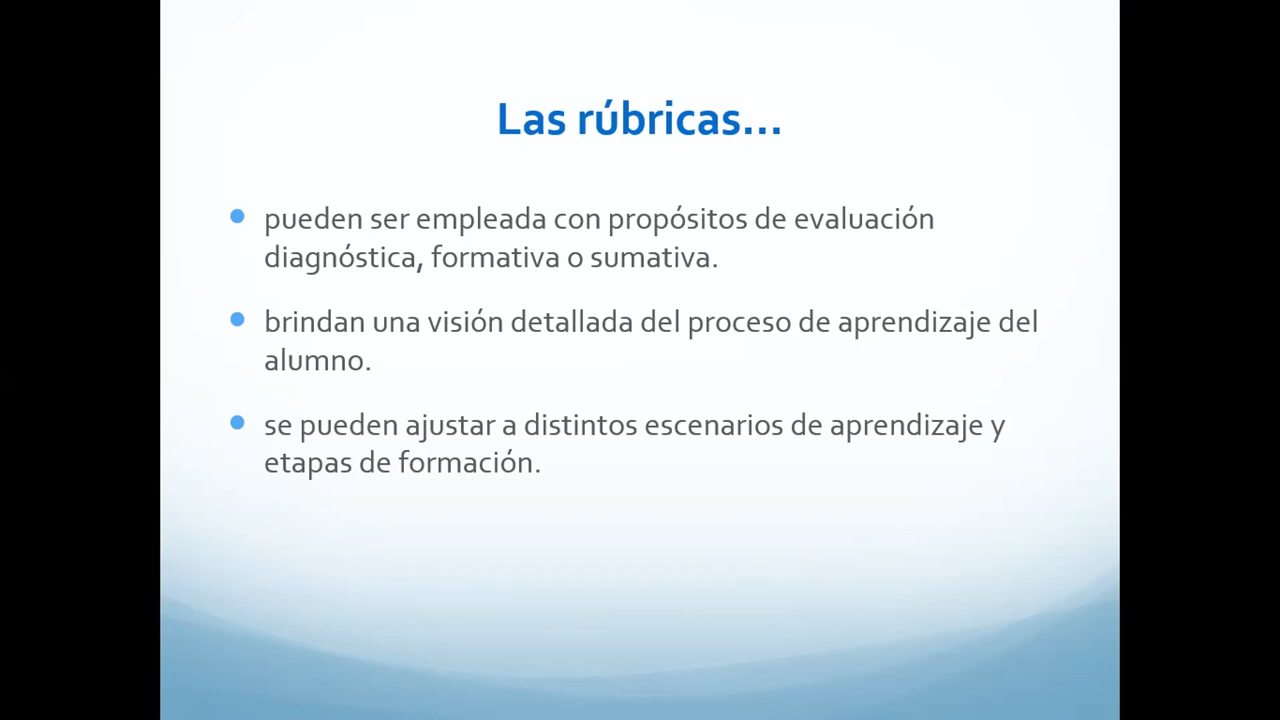 Las rúbricas...
pueden ser empleada con propósitos de evaluación
diagnóstica, formativa o sumativa.
brindan una visión detallada del proceso de aprendizaje del
alumno.
se pueden ajustar a distintos escenarios de aprendizaje y
etapas de formación.